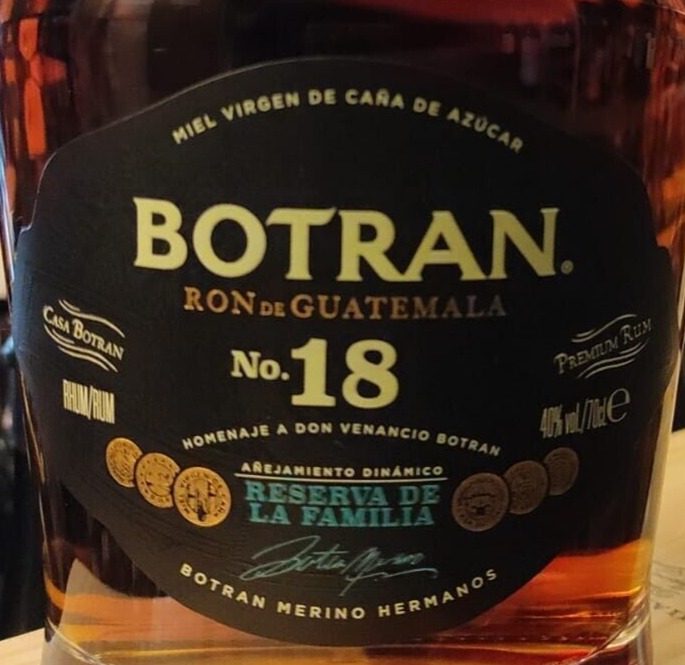 MIEL VIRGEN DE CAÑA DE AZÚCAR
BOTRAN®
RON DE GUATEMALA
CASA BOTRAN
No. 18
PREMIUM RUM
RHUM/RUM
40% vol./70cl e
HOMENAJE A DON VENANCIO BOTRAN
AÑEJAMIENTO DINÁMICO
RESERVA DE
LA FAMILIA
BOTRAN MERINO HERMANOS